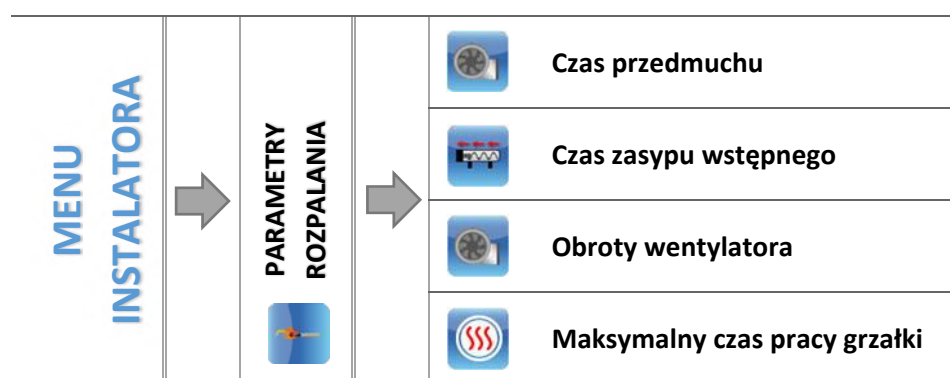 MENU
INSTALATORA
PARAMETRY
ROZPALANIA
Czas przedmuchu
Czas zasypu wstępnego
Obroty wentylatora
Maksymalny czas pracy grzałki